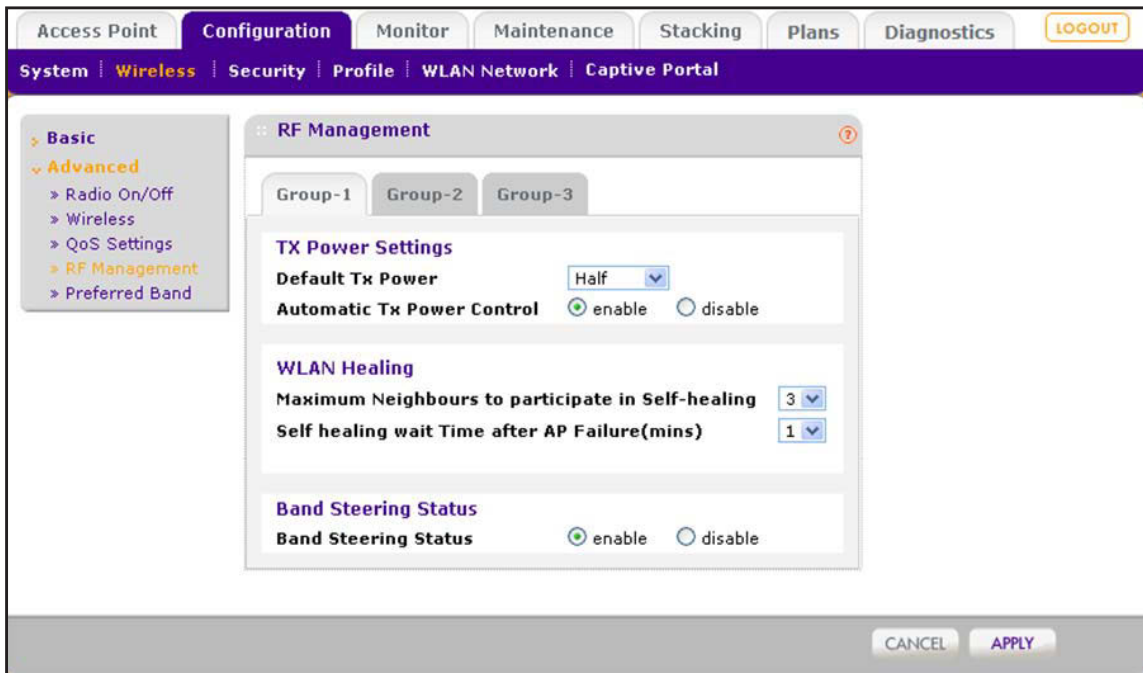 Access Point Configuration Monitor Maintenance Stacking Plans Diagnostics LOGOUT
System Wireless Security Profile WLAN Network Captive Portal
Basic
Advanced
» Radio On/Off
» Wireless
» QoS Settings
» RF Management
» Preferred Band
RF Management ?
Group-1 Group-2 Group-3
TX Power Settings
Default Tx Power Half
Automatic Tx Power Control enable disable
WLAN Healing
Maximum Neighbours to participate in Self-healing 3
Self healing wait Time after AP Failure(mins) 1
Band Steering Status
Band Steering Status enable disable
CANCEL APPLY